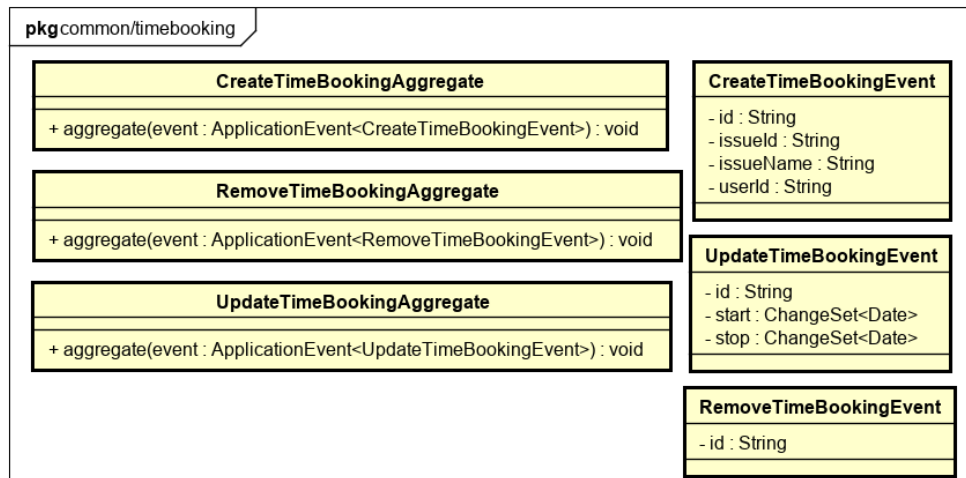 pkg common/timebooking
CreateTimeBookingAggregate
+ aggregate(event : ApplicationEvent<CreateTimeBookingEvent>) : void
RemoveTimeBookingAggregate
+ aggregate(event : ApplicationEvent<RemoveTimeBookingEvent>) : void
UpdateTimeBookingAggregate
+ aggregate(event : ApplicationEvent<UpdateTimeBookingEvent>) : void
CreateTimeBookingEvent
- id : String
- issueId : String
- issueName : String
- userId : String
UpdateTimeBookingEvent
- id : String
- start : ChangeSet<Date>
- stop : ChangeSet<Date>
RemoveTimeBookingEvent
- id : String